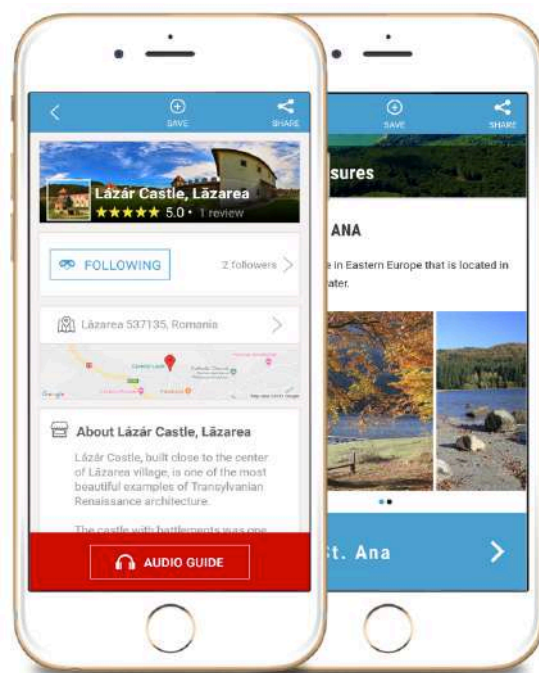 SAVE
SHARE
Lázár Castle, Lăzarea
5.0 • 1 review
FOLLOWING
2 followers
Lăzarea 537135, Romania
Google
About Lázár Castle, Lăzarea
Lázár Castle, built close to the center
of Lăzarea village, is one of the most
beautiful examples of Transylvanian
Renaissance architecture.
The castle with battlements was one
AUDIO GUIDE
SAVE
SHARE
sures
ANA
e in Eastern Europe that is located in
ater.
St. Ana